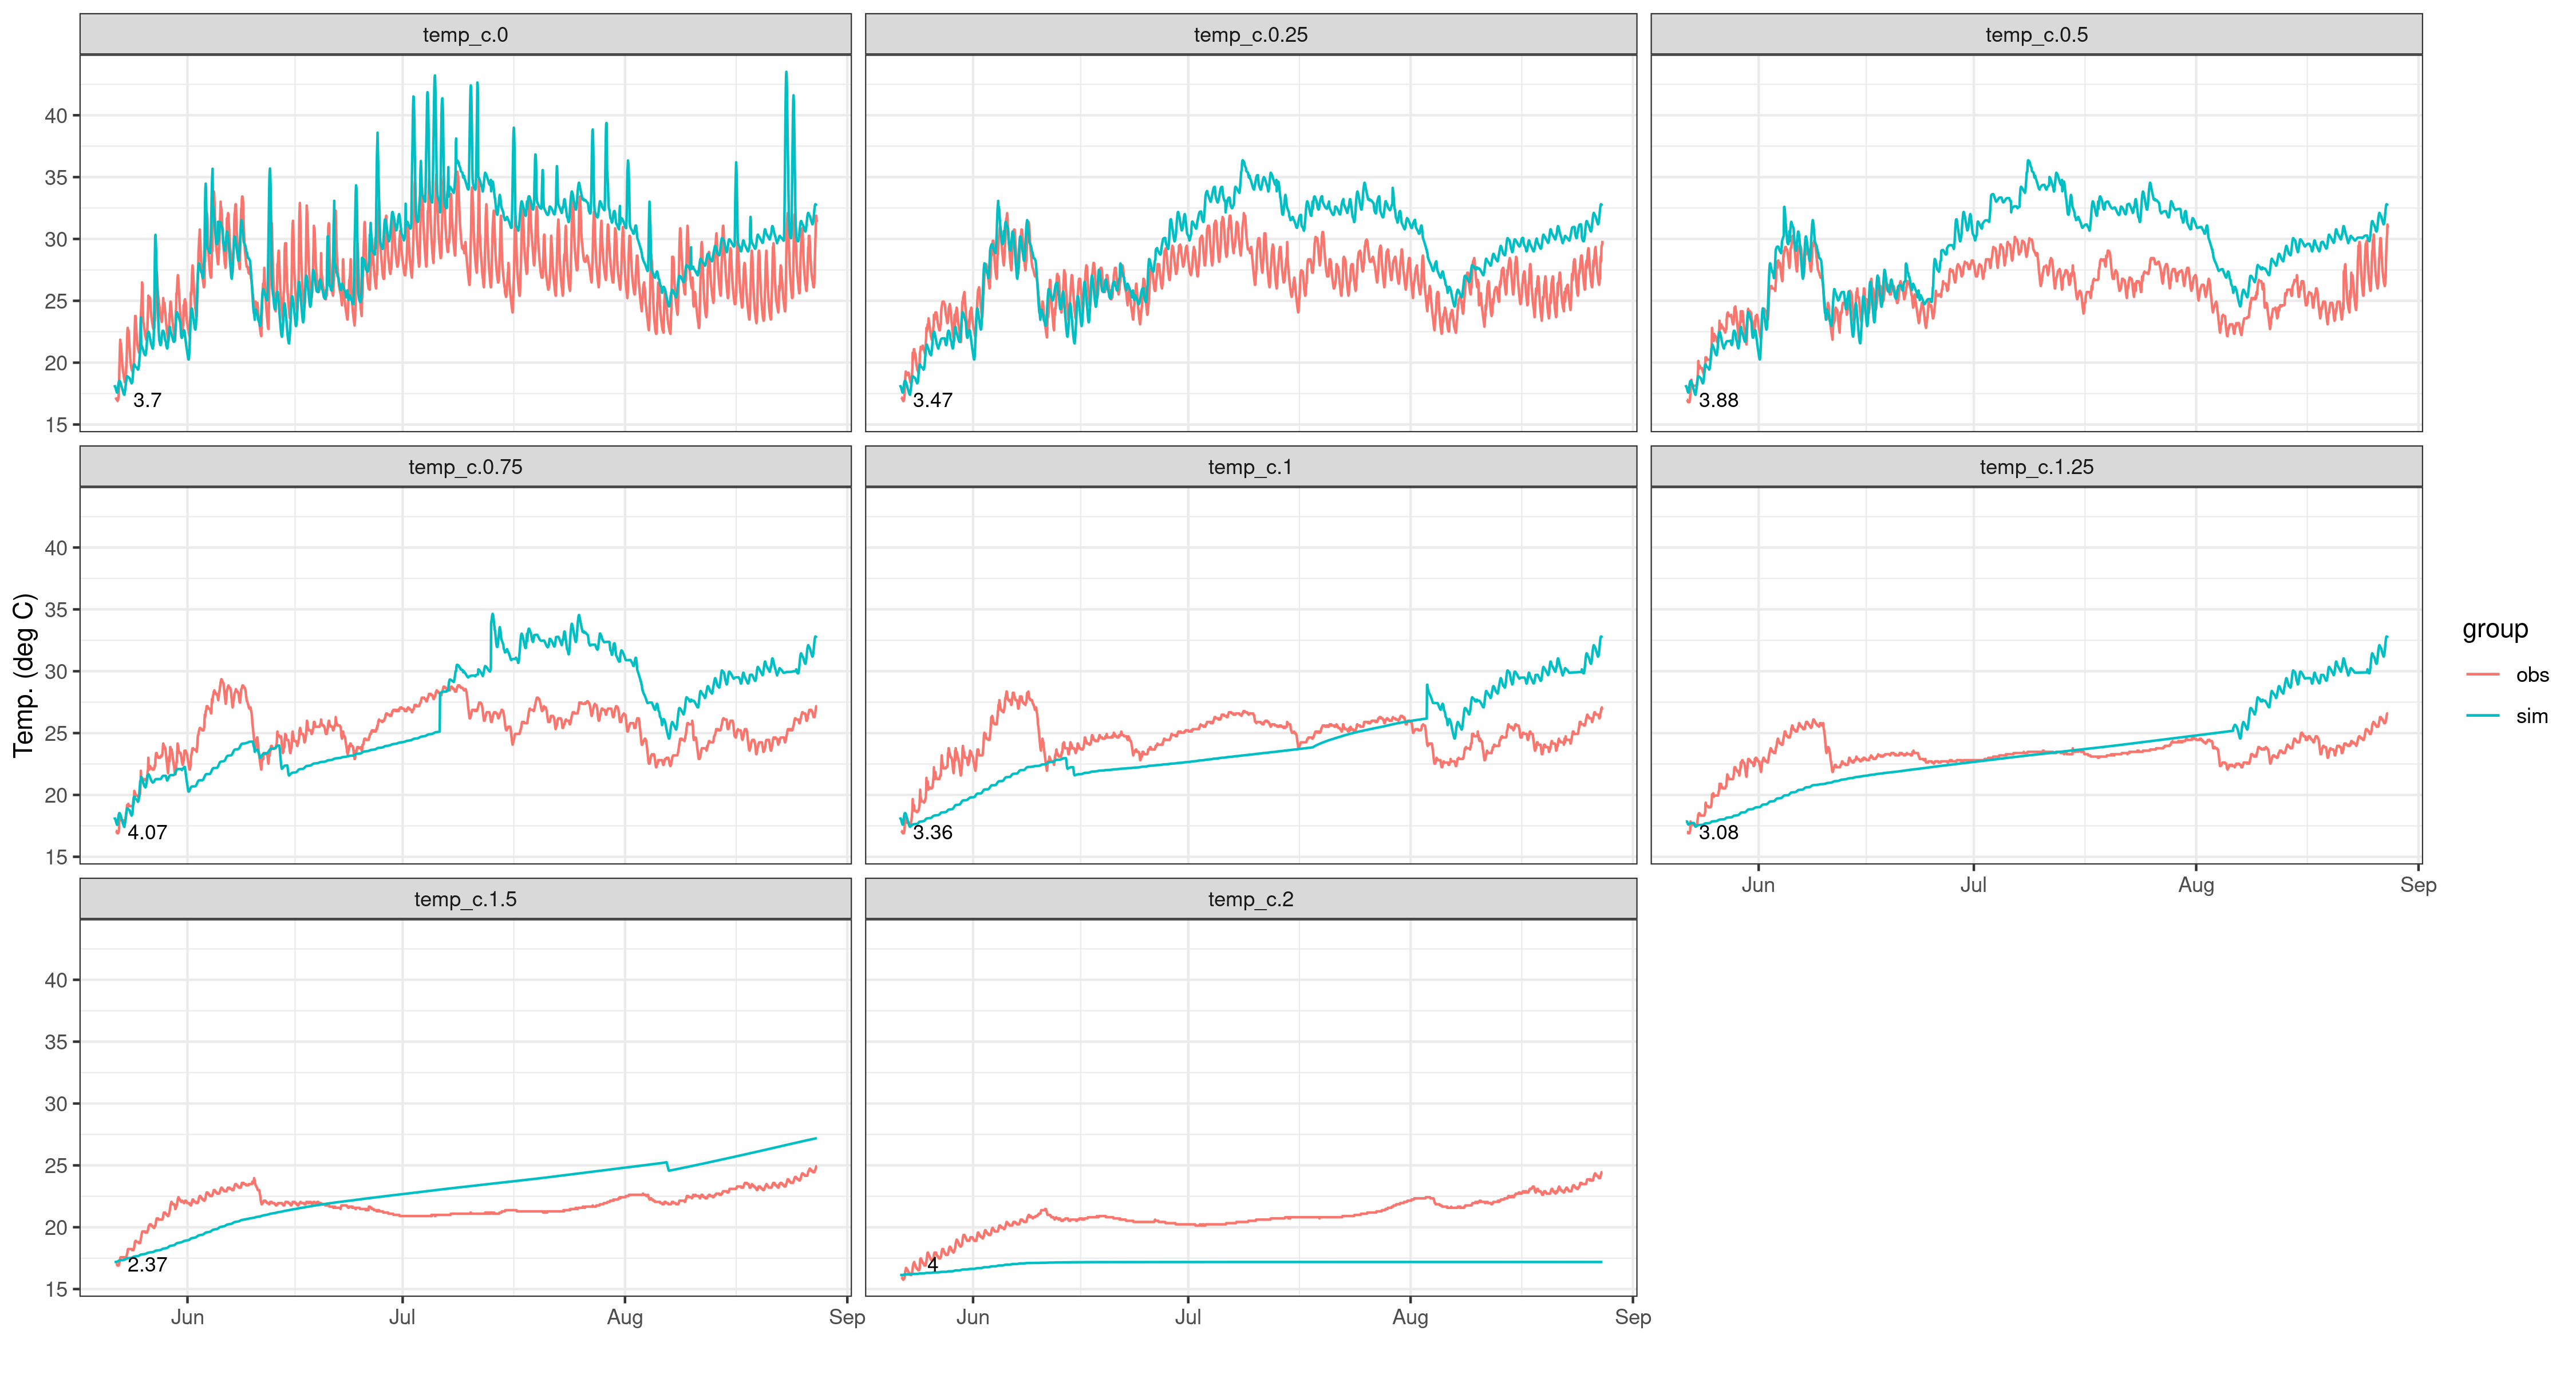 temp_c.0
temp_c.0.25
temp_c.0.5
40
35
30
25
20
15
3.7
3.47
3.88
temp_c.0.75
temp_c.1
temp_c.1.25
Temp. (deg C)
40
35
30
25
20
15
4.07
3.36
3.08
Jun
Jul
Aug
Sep
group
obs
sim
temp_c.1.5
temp_c.2
40
35
30
25
20
15
2.37
4
Jun
Jul
Aug
Sep
Jun
Jul
Aug
Sep